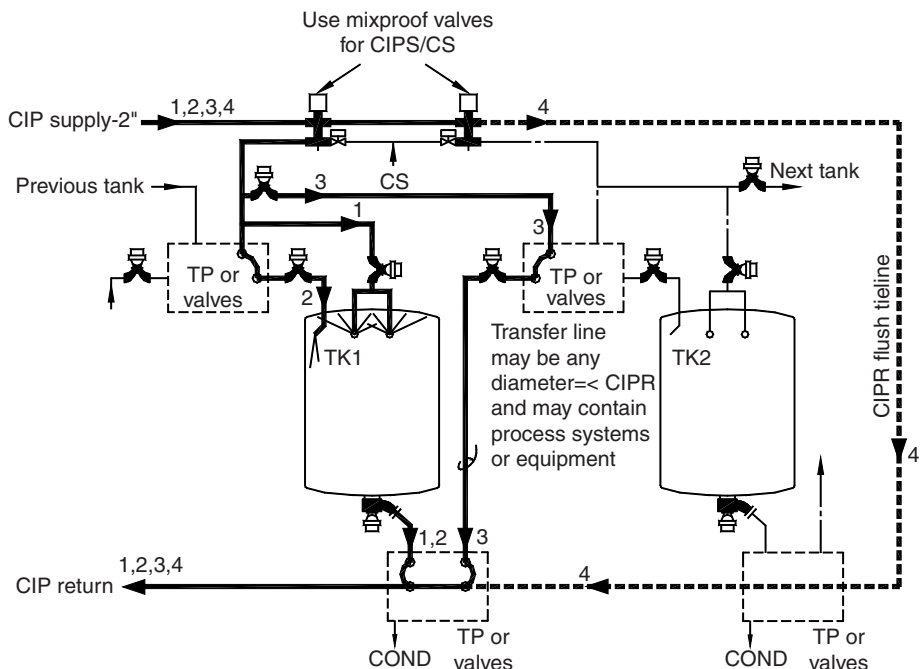 Use mixproof valves
for CIPS/CS
CIP supply-2"
1,2,3,4
4
Previous tank
CS
Next tank
3
1
3
TP or
valves
2
TP or
valves
TK1
Transfer line
may be any
diameter=< CIPR
and may contain
process systems
or equipment
TK2
CIPR flush tieline
4
1,2
3
1,2,3,4
CIP return
4
COND
TP or
valves
COND
TP or
valves